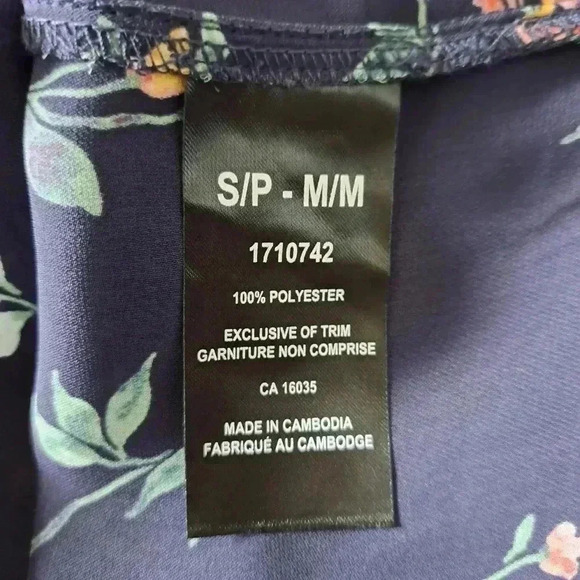 S/P - M/M
1710742
100% POLYESTER
EXCLUSIVE OF TRIM
GARNITURE NON COMPRISE
CA 16035
MADE IN CAMBODIA
FABRIQUÉ AU CAMBODGE